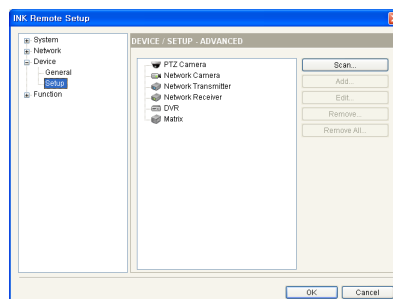 INK Remote Setup
System
Network
Device
General
Setup
Function
DEVICE / SETUP - ADVANCED
PTZ Camera
Network Camera
Network Transmitter
Network Receiver
DVR
Matrix
Scan...
Add...
Edit...
Remove...
Remove All...
OK
Cancel